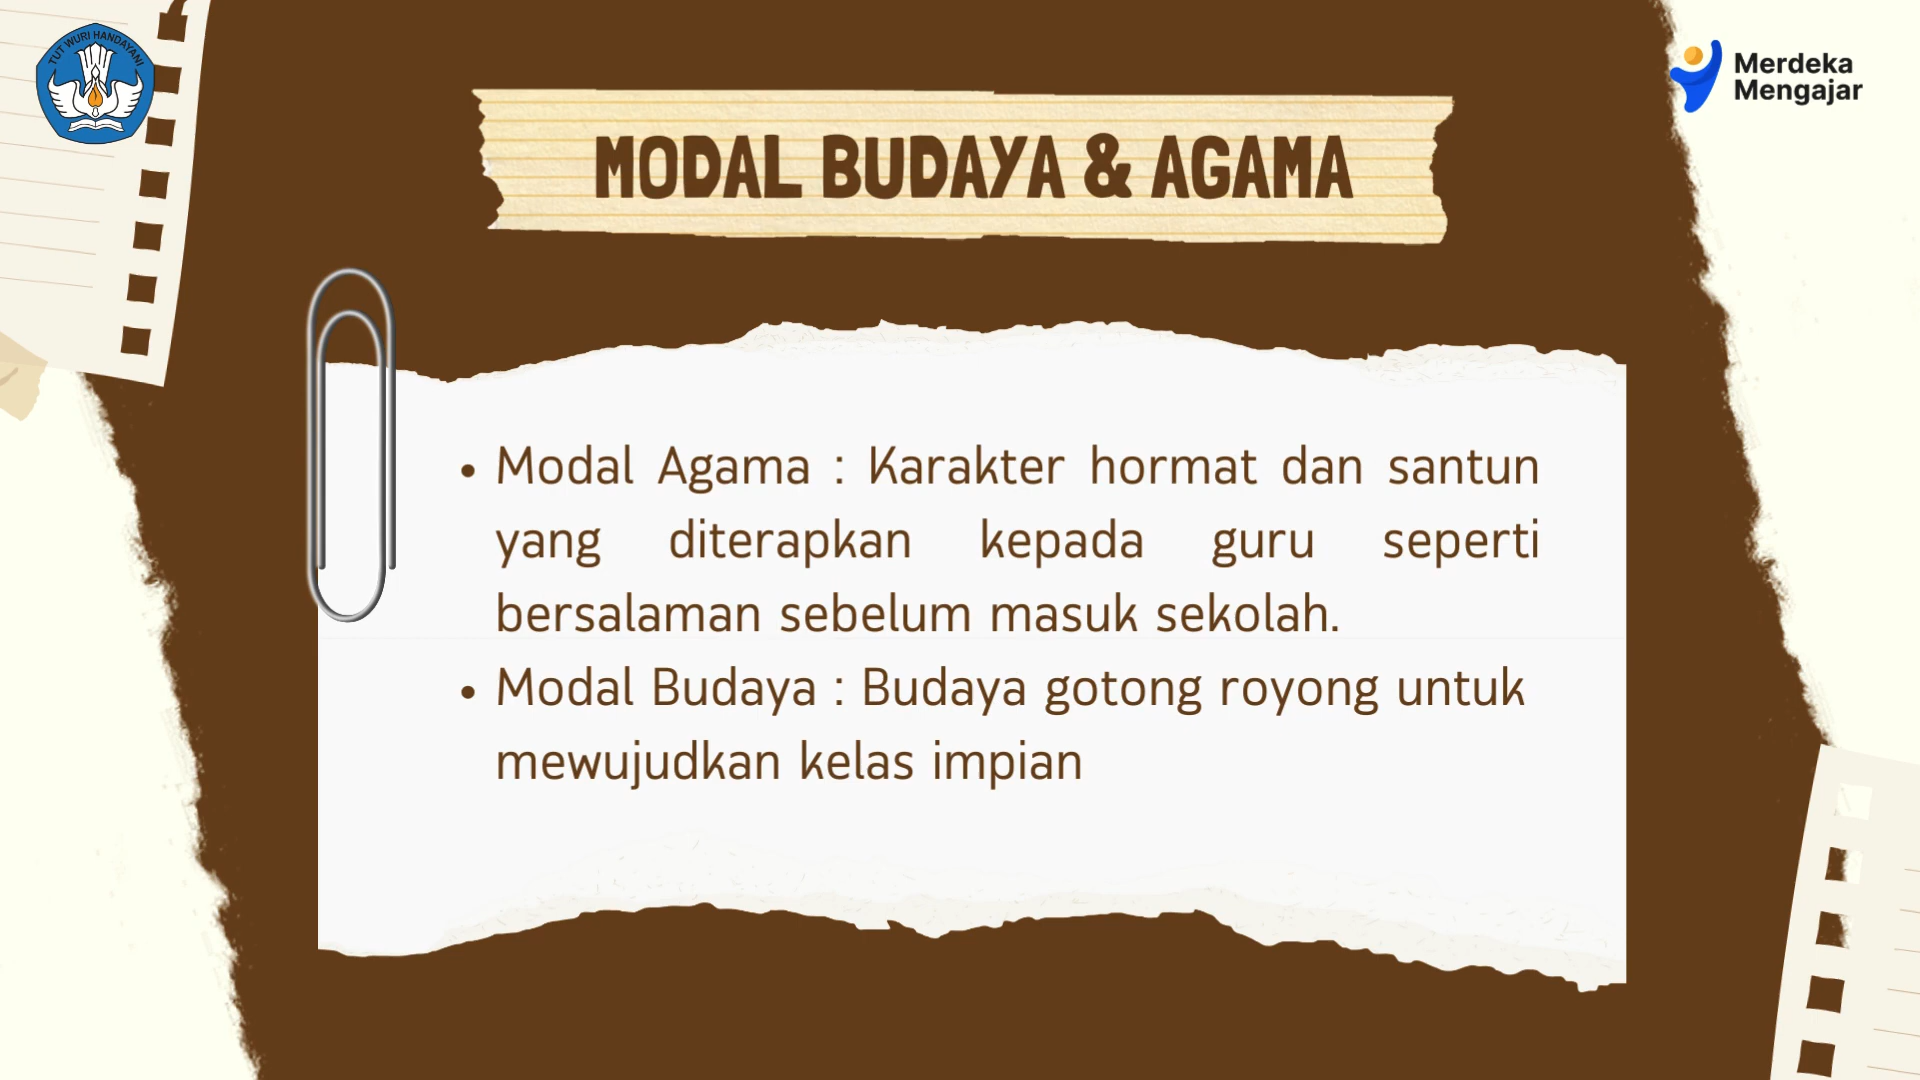 TUT WURI HANDAYANI
Merdeka
Mengajar
MODAL BUDAYA & AGAMA
• Modal Agama : Karakter hormat dan santun
yang diterapkan kepada guru seperti
bersalaman sebelum masuk sekolah.
• Modal Budaya : Budaya gotong royong untuk
mewujudkan kelas impian